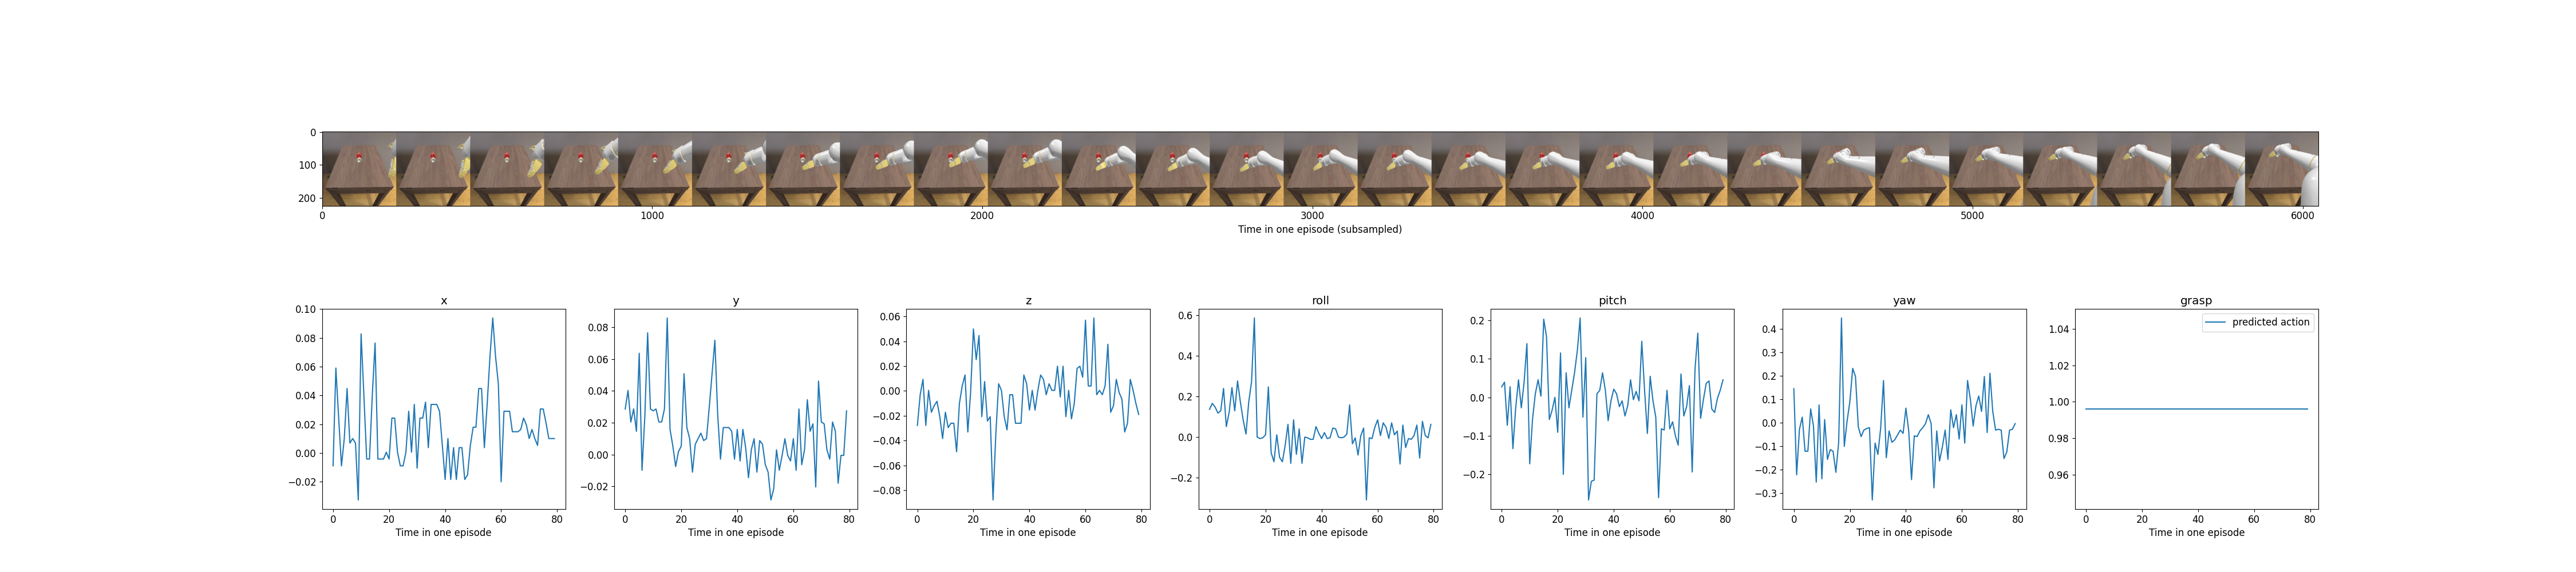 0
100
200
0 1000 2000 3000 4000 5000 6000
Time in one episode (subsampled)
x
0.10
0.08
0.06
0.04
0.02
0.00
−0.02
0 20 40 60 80
Time in one episode
y
0.08
0.06
0.04
0.02
0.00
−0.02
0 20 40 60 80
Time in one episode
z
0.06
0.04
0.02
0.00
−0.02
−0.04
−0.06
−0.08
0 20 40 60 80
Time in one episode
roll
0.6
0.4
0.2
0.0
−0.2
0 20 40 60 80
Time in one episode
pitch
0.2
0.1
0.0
−0.1
−0.2
0 20 40 60 80
Time in one episode
yaw
0.4
0.3
0.2
0.1
0.0
−0.1
−0.2
−0.3
0 20 40 60 80
Time in one episode
grasp
predicted action
1.04
1.02
1.00
0.98
0.96
0 20 40 60 80
Time in one episode